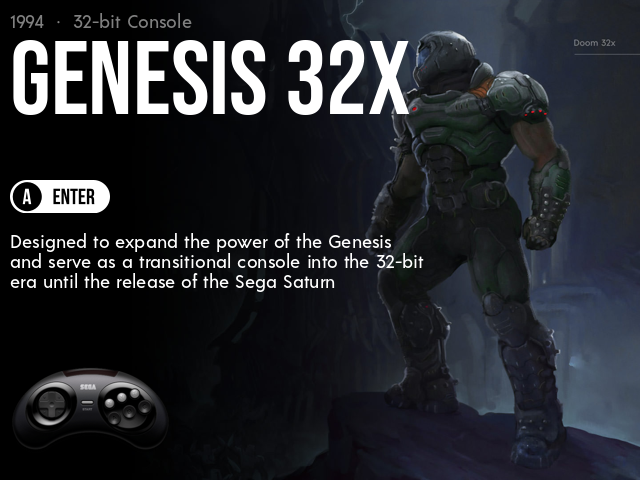 1994 · 32-bit Console
GENESIS 32X
Doom 32x
A ENTER
Designed to expand the power of the Genesis
and serve as a transitional console into the 32-bit
era until the release of the Sega Saturn
SEGA